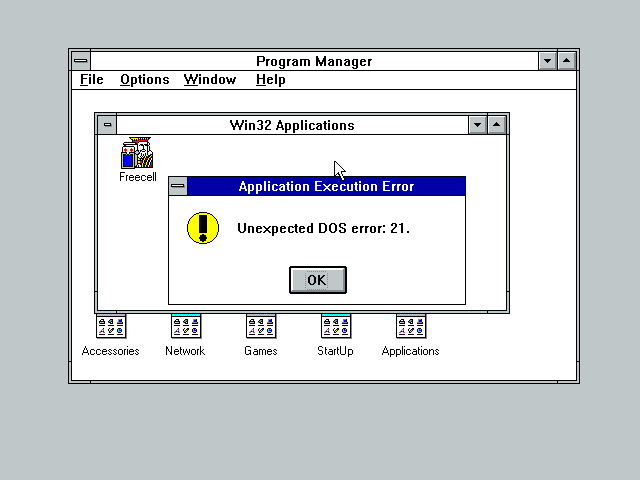 Program Manager
File Options Window Help
Win32 Applications
Freecell
Application Execution Error
Unexpected DOS error: 21.
OK
Accessories Network Games StartUp Applications